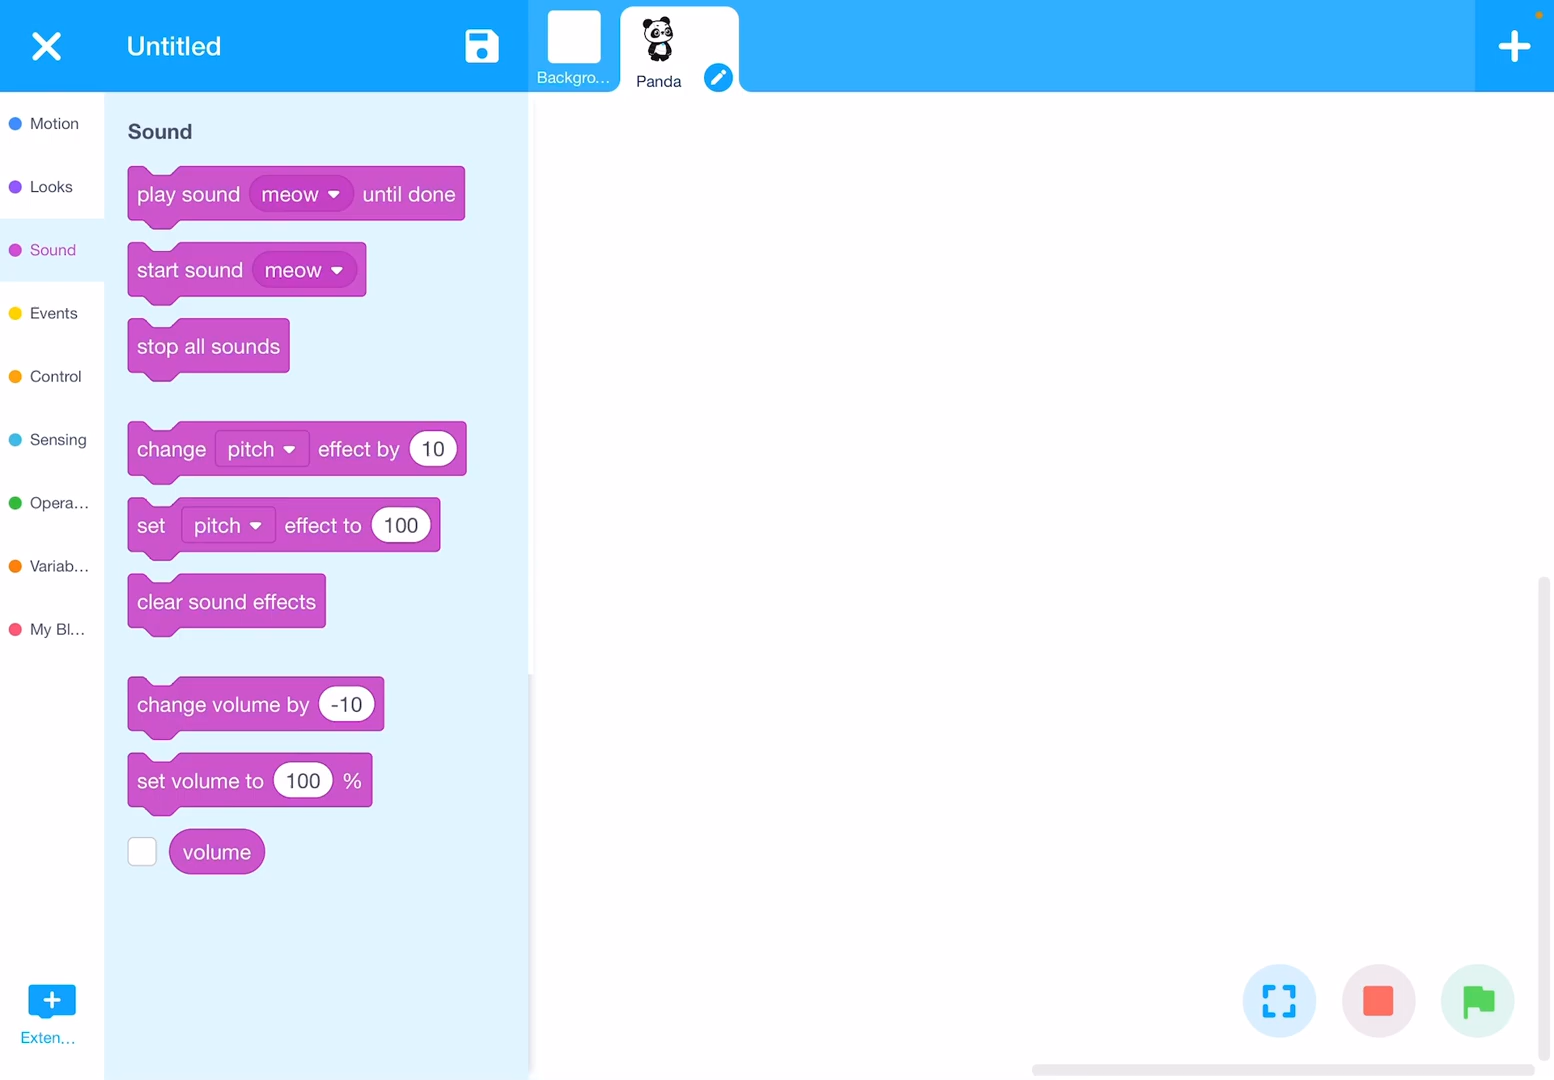 Untitled
Backgro...
Panda
Motion
Looks
Sound
Events
Control
Sensing
Opera...
Variab...
My Bl...
Exten...
Sound
play sound meow until done
start sound meow
stop all sounds
change pitch effect by 10
set pitch effect to 100
clear sound effects
change volume by -10
set volume to 100 %
volume